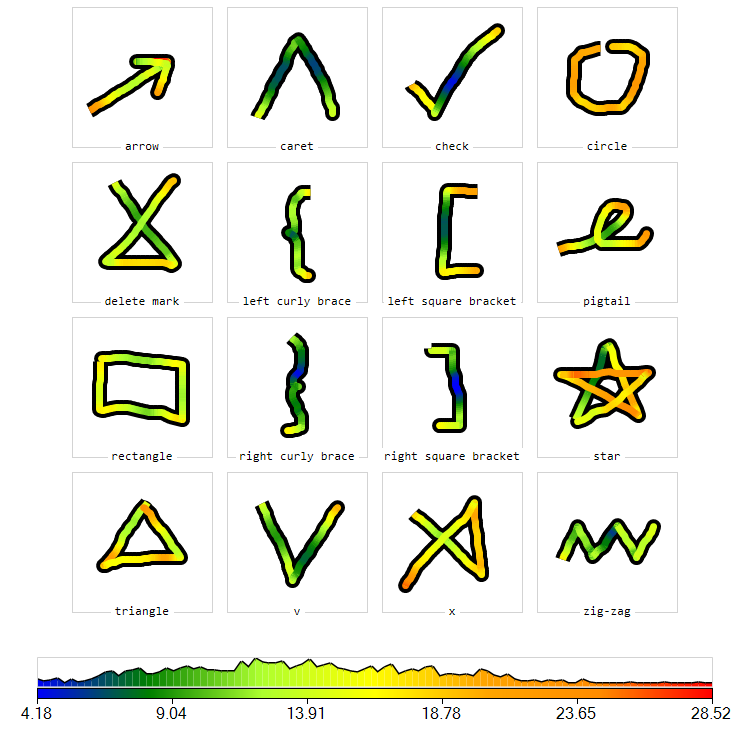 arrow caret check circle
delete mark left curly brace left square bracket pigtail
rectangle right curly brace right square bracket star
triangle v x zig-zag
4.18 9.04 13.91 18.78 23.65 28.52